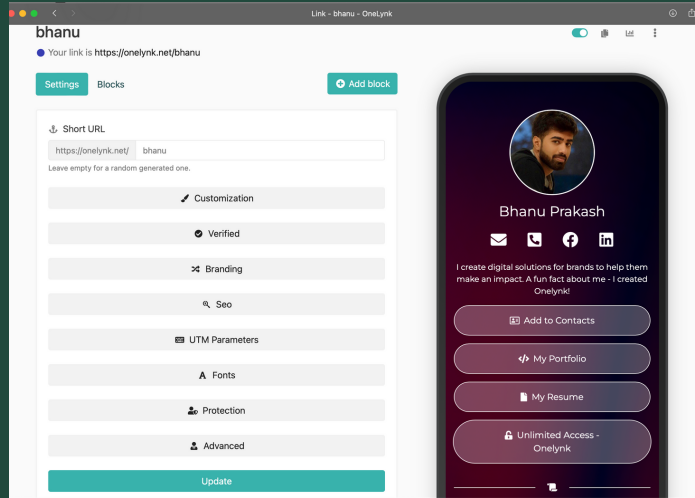 Link - bhanu - OneLynk
bhanu
Your link is https://onelynk.net/bhanu
Settings
Blocks
Add block
Short URL
https://onelynk.net/
bhanu
Leave empty for a random generated one.
Customization
Verified
Branding
Seo
UTM Parameters
Fonts
Protection
Advanced
Update
Bhanu Prakash
I create digital solutions for brands to help them
make an impact. A fun fact about me - I created
Onelynk!
Add to Contacts
My Portfolio
My Resume
Unlimited Access -
Onelynk